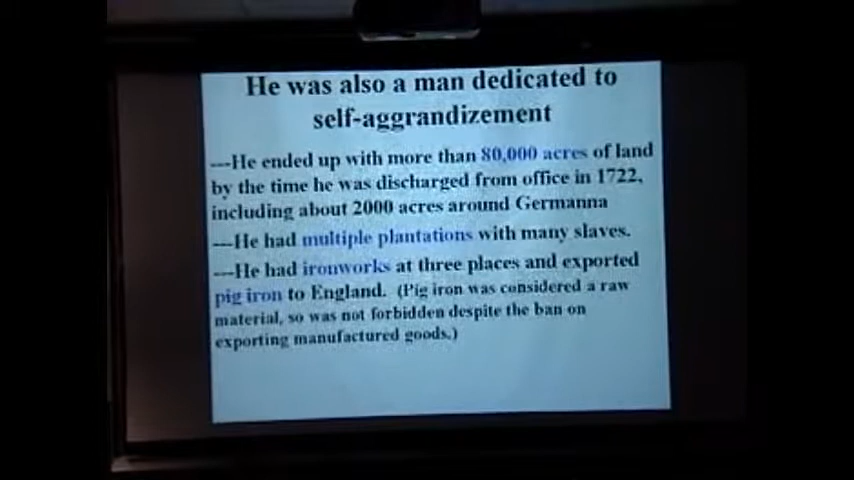 He was also a man dedicated to
self-aggrandizement
---He ended up with more than 80,000 acres of land
by the time he was discharged from office in 1722,
including about 2000 acres around Germanna
---He had multiple plantations with many slaves.
---He had ironworks at three places and exported
pig iron to England. (Pig iron was considered a raw
material, so was not forbidden despite the ban on
exporting manufactured goods.)